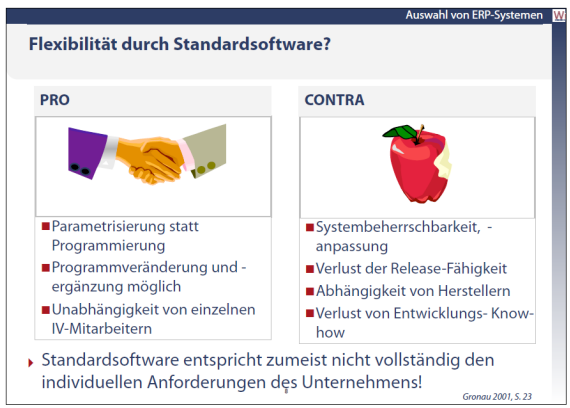 Auswahl von ERP-Systemen W
Flexibilität durch Standardsoftware?
PRO
Parametrisierung statt
Programmierung
Programmveränderung und -
ergänzung möglich
Unabhängigkeit von einzelnen
IV-Mitarbeitern
CONTRA
Systembeherrschbarkeit, -
anpassung
Verlust der Release-Fähigkeit
Abhängigkeit von Herstellern
Verlust von Entwicklungs- Know-
how
Standardsoftware entspricht zumeist nicht vollständig den
individuellen Anforderungen des Unternehmens!
Gronau 2001, S. 23